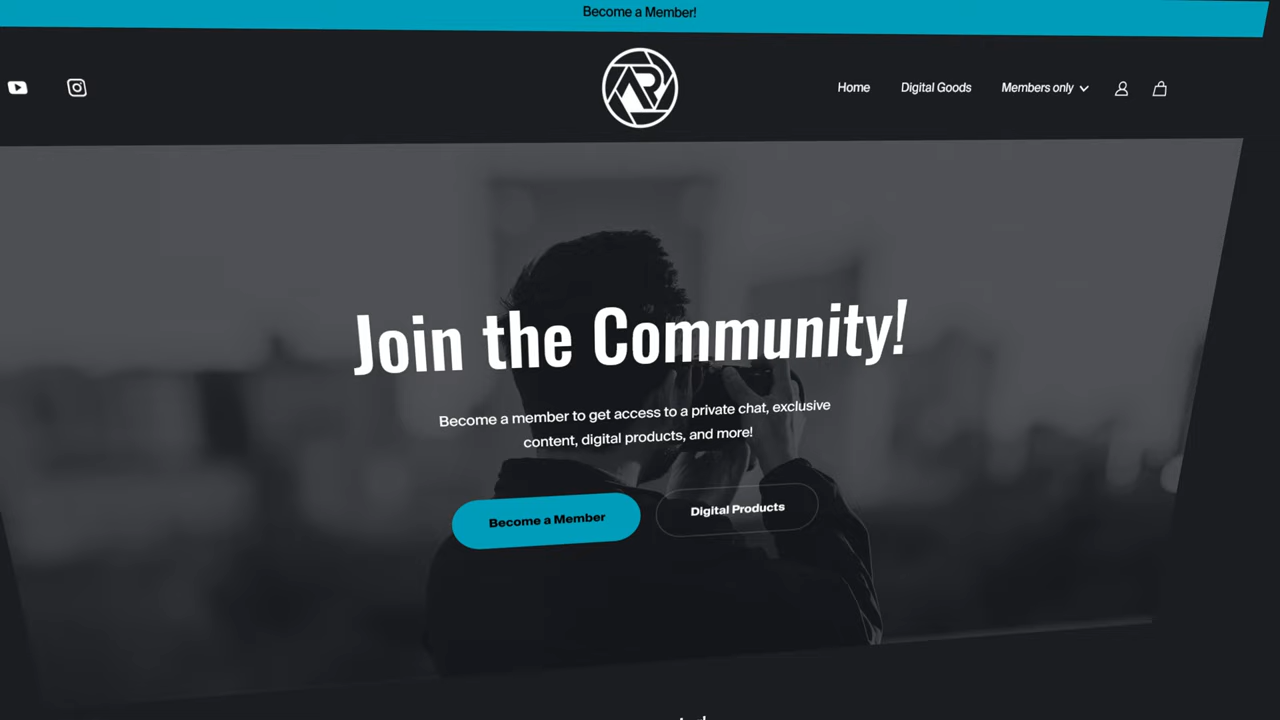 Become a Member!
AR
Home
Digital Goods
Members only
Join the Community!
Become a member to get access to a private chat, exclusive
content, digital products, and more!
Become a Member
Digital Products